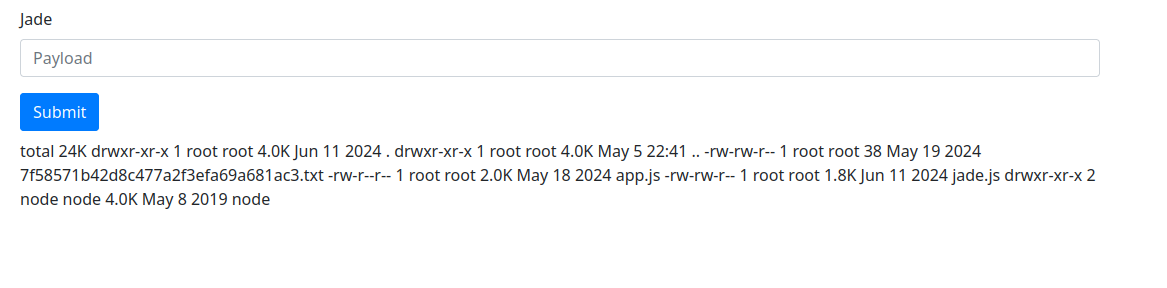 Jade
Payload
Submit
total 24K drwxr-xr-x 1 root root 4.0K Jun 11 2024 . drwxr-xr-x 1 root root 4.0K May 5 22:41 .. -rw-rw-r-- 1 root root 38 May 19 2024
7f58571b42d8c477a2f3efa69a681ac3.txt -rw-r--r-- 1 root root 2.0K May 18 2024 app.js -rw-rw-r-- 1 root root 1.8K Jun 11 2024 jade.js drwxr-xr-x 2
node node 4.0K May 8 2019 node